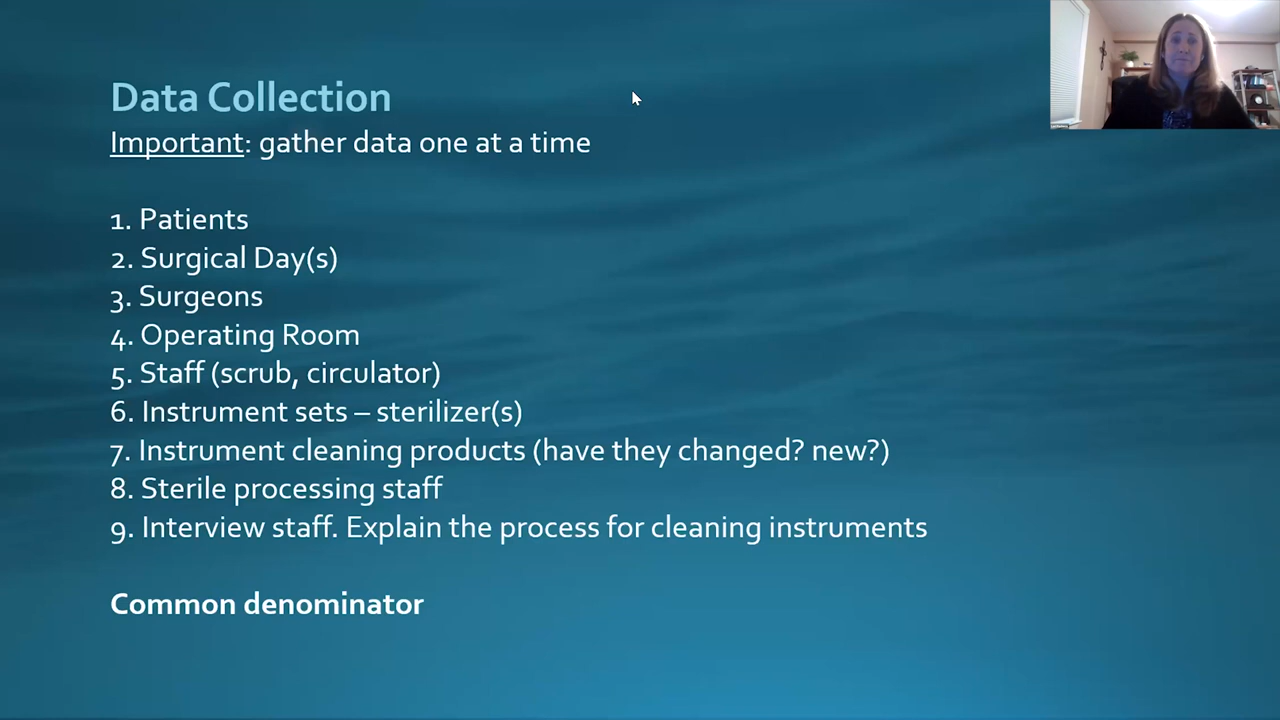 Data Collection
Important: gather data one at a time
1. Patients
2. Surgical Day(s)
3. Surgeons
4. Operating Room
5. Staff (scrub, circulator)
6. Instrument sets – sterilizer(s)
7. Instrument cleaning products (have they changed? new?)
8. Sterile processing staff
9. Interview staff. Explain the process for cleaning instruments
Common denominator